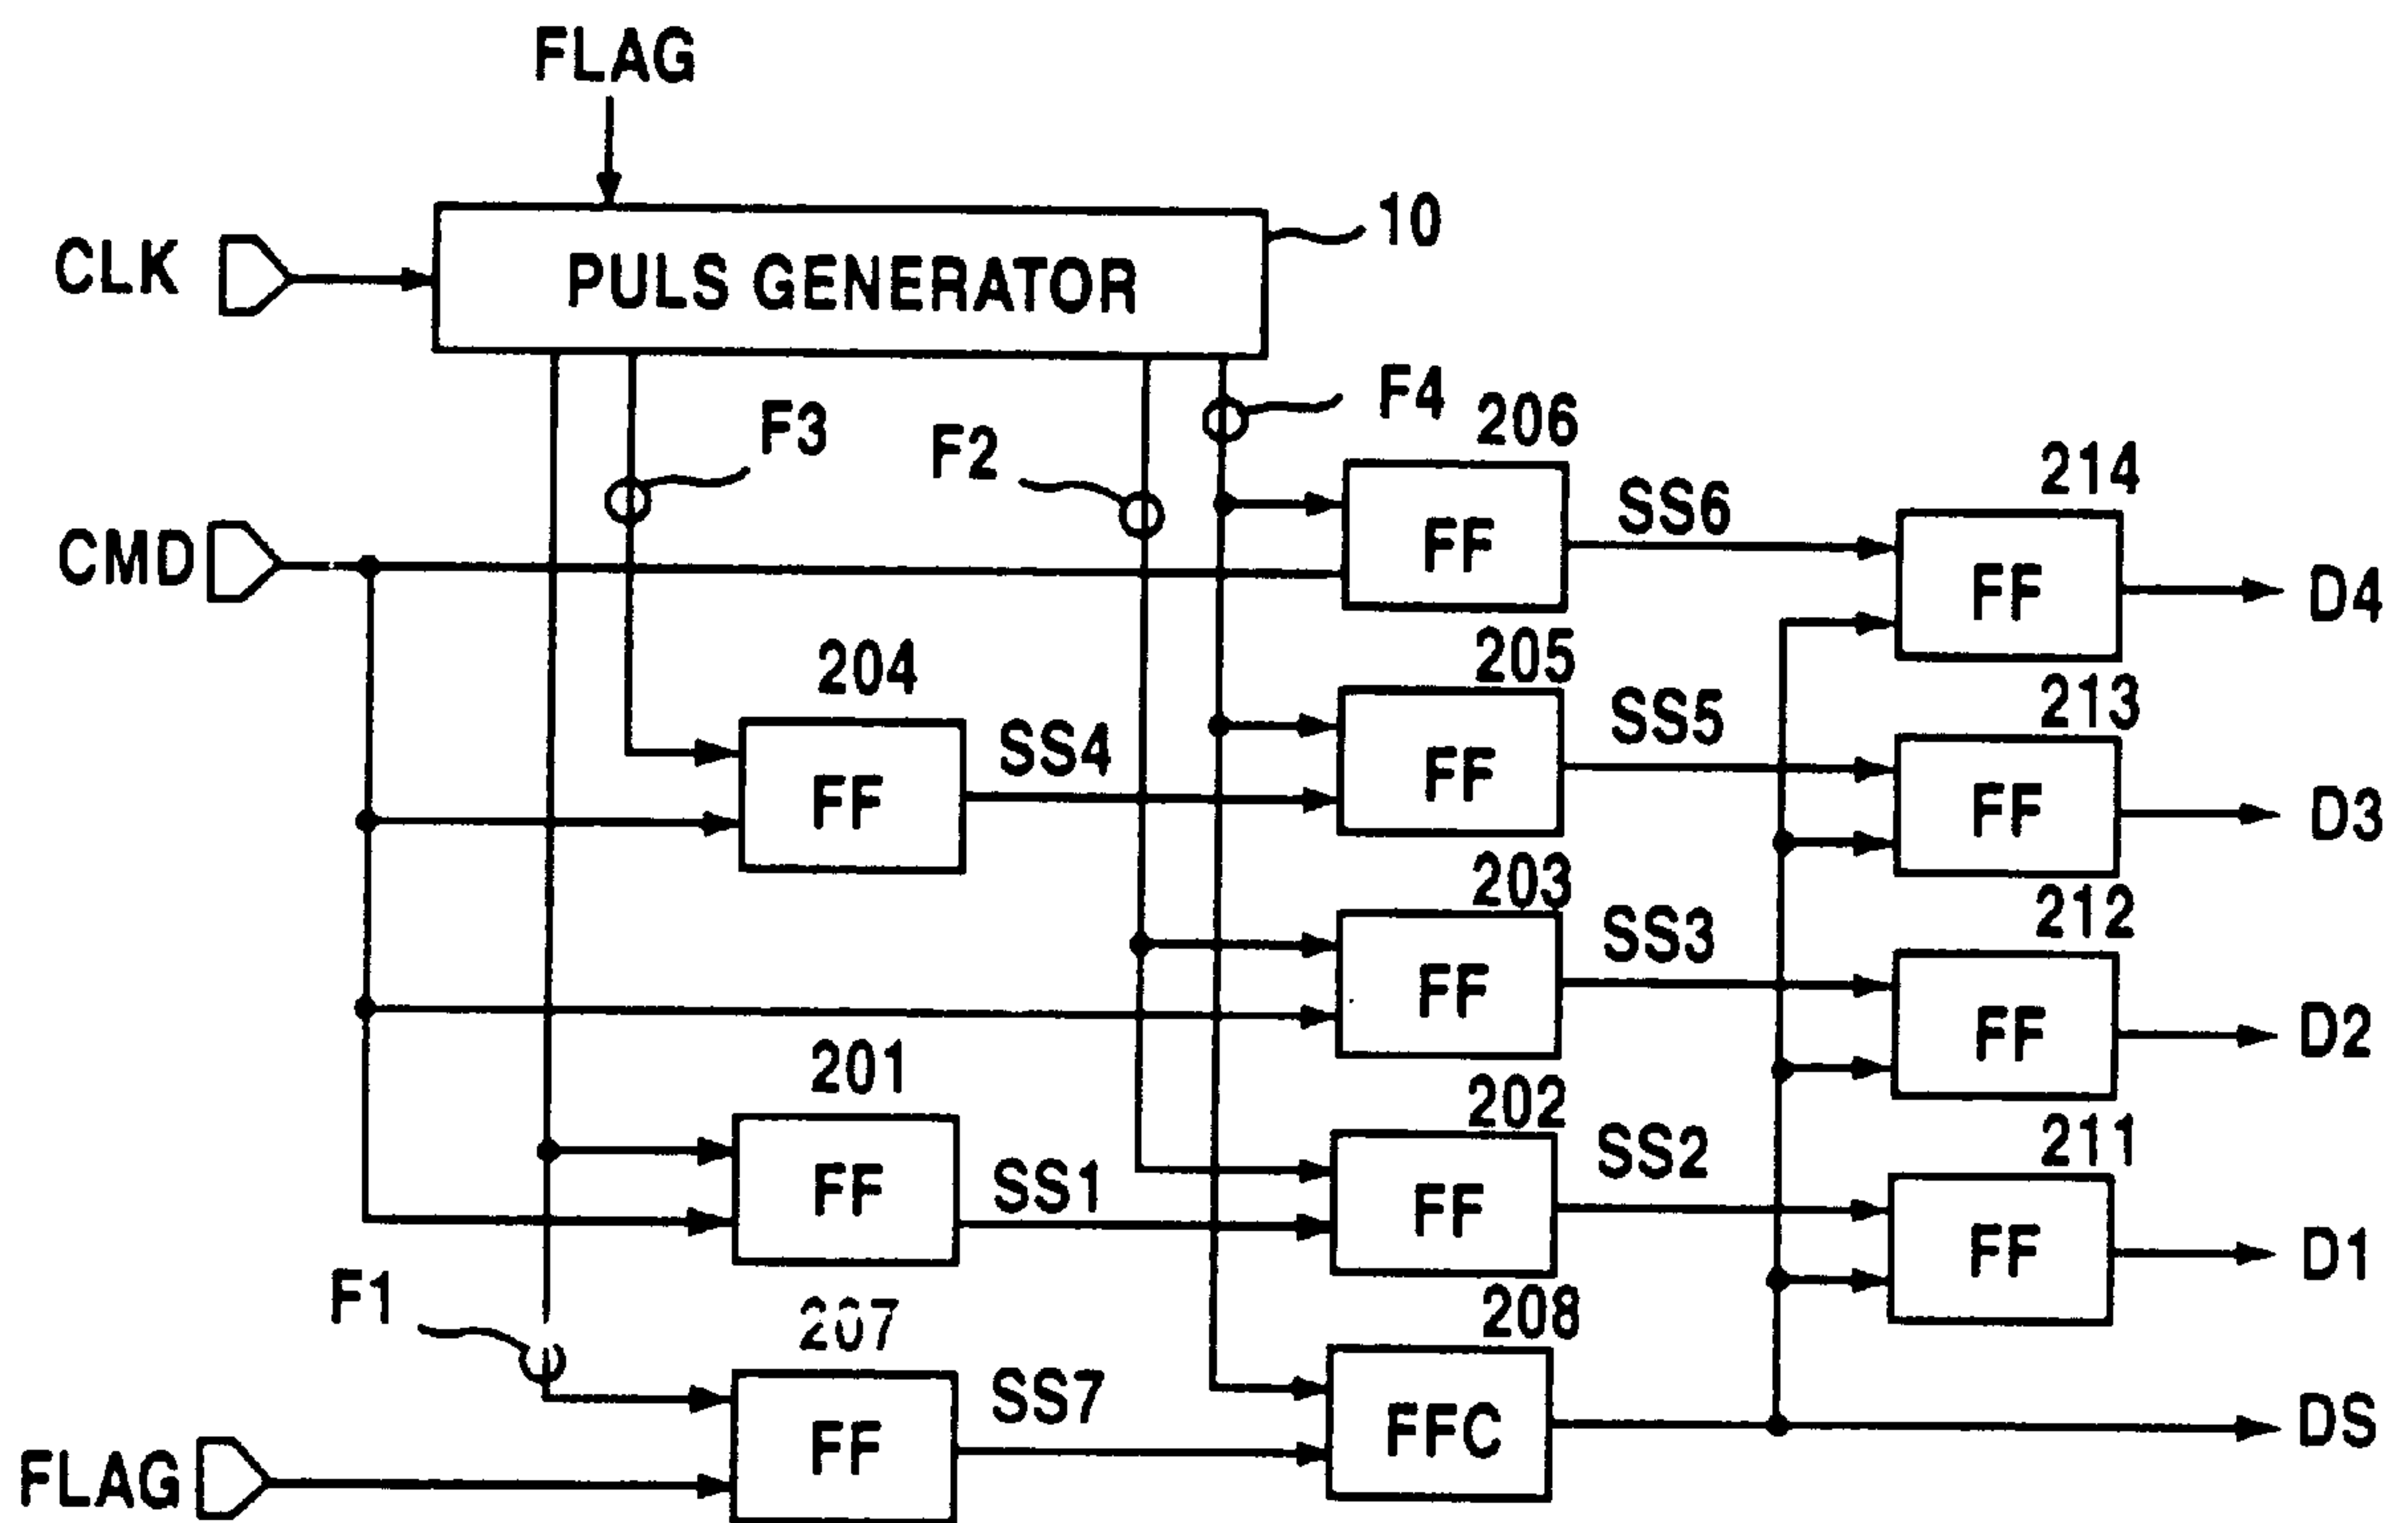 FLAG
10
CLK
PULS GENERATOR
F3
F2
F4
206
214
SS6
CMD
FF
FF
D4
204
205
213
SS4
SS5
FF
FF
FF
D3
203
212
SS3
FF
FF
D2
201
202
211
SS1
SS2
FF
FF
FF
D1
F1
207
208
SS7
FF
FFC
DS
FLAG